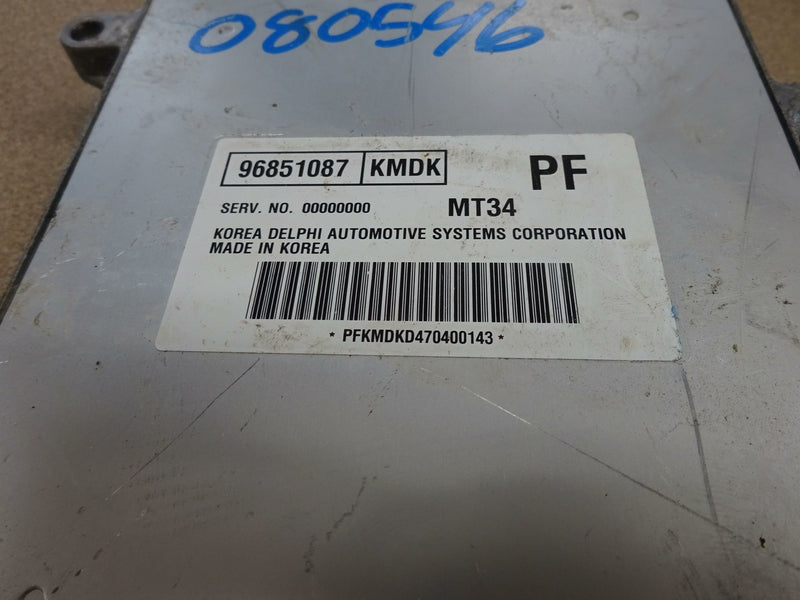 080546
96851087 KMDK PF
SERV. NO. 00000000 MT34
KOREA DELPHI AUTOMOTIVE SYSTEMS CORPORATION
MADE IN KOREA
* PFKMDKD470400143 *